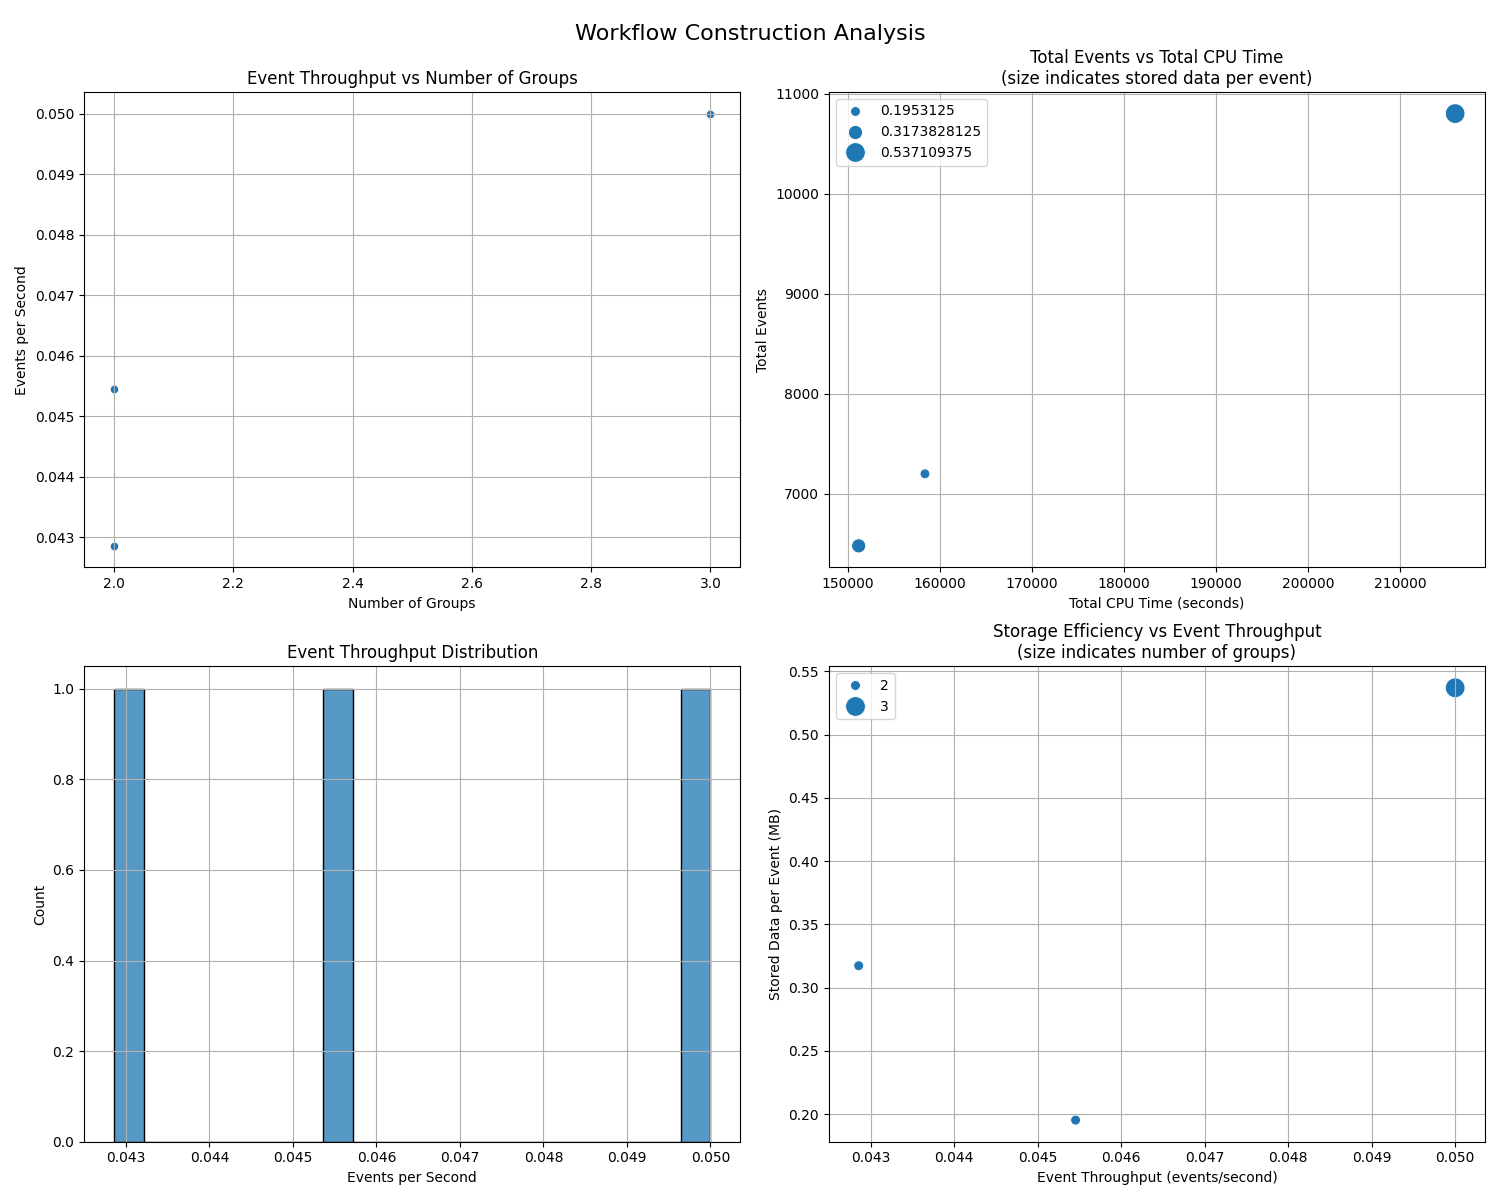 Workflow Construction Analysis
Event Throughput vs Number of Groups
0.050
0.049
0.048
0.047
0.046
0.045
0.044
0.043
Events per Second
2.0 2.2 2.4 2.6 2.8 3.0
Number of Groups
Total Events vs Total CPU Time
(size indicates stored data per event)
0.1953125
0.3173828125
0.537109375
11000
10000
9000
8000
7000
Total Events
150000 160000 170000 180000 190000 200000 210000
Total CPU Time (seconds)
Event Throughput Distribution
1.0
0.8
0.6
0.4
0.2
0.0
Count
0.043 0.044 0.045 0.046 0.047 0.048 0.049 0.050
Events per Second
Storage Efficiency vs Event Throughput
(size indicates number of groups)
2
3
0.55
0.50
0.45
0.40
0.35
0.30
0.25
0.20
Stored Data per Event (MB)
0.043 0.044 0.045 0.046 0.047 0.048 0.049 0.050
Event Throughput (events/second)